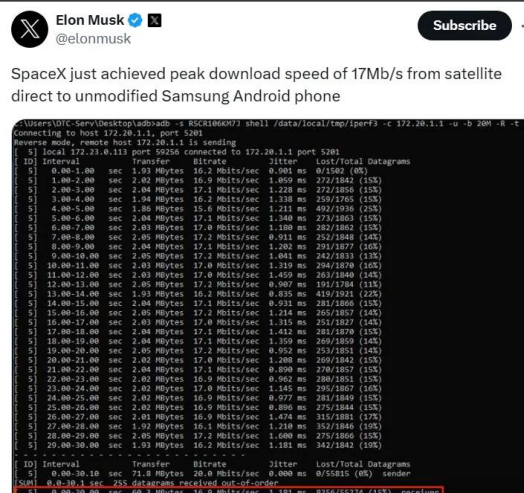 Elon Musk
@elonmusk
Subscribe
SpaceX just achieved peak download speed of 17Mb/s from satellite
direct to unmodified Samsung Android phone
C:\Users\DTC-Serv\Desktop\adb>adb -s RSCR106KM7J shell /data/local/tmp/iperf3 -c 172.20.1.1 -u -b 20M -R -t
Connecting to host 172.20.1.1, port 5201
Reverse mode, remote host 172.20.1.1 is sending
[ 5] local 172.23.0.113 port 59256 connected to 172.20.1.1 port 5201
[ ID] Interval Transfer Bitrate Jitter Lost/Total Datagrams
[ 5] 0.00-1.00 sec 1.93 MBytes 16.2 Mbits/sec 0.901 ms 0/1502 (0%)
[ 5] 1.00-2.00 sec 2.02 MBytes 16.9 Mbits/sec 1.059 ms 272/1842 (15%)
[ 5] 2.00-3.00 sec 2.04 MBytes 17.1 Mbits/sec 1.228 ms 272/1856 (15%)
[ 5] 3.00-4.00 sec 1.94 MBytes 16.2 Mbits/sec 1.338 ms 259/1765 (15%)
[ 5] 4.00-5.00 sec 1.86 MBytes 15.6 Mbits/sec 1.211 ms 492/1936 (25%)
[ 5] 5.00-6.00 sec 2.04 MBytes 17.1 Mbits/sec 1.340 ms 273/1863 (15%)
[ 5] 6.00-7.00 sec 2.03 MBytes 17.0 Mbits/sec 1.180 ms 282/1862 (15%)
[ 5] 7.00-8.00 sec 2.05 MBytes 17.2 Mbits/sec 0.911 ms 252/1848 (14%)
[ 5] 8.00-9.00 sec 2.04 MBytes 17.1 Mbits/sec 1.202 ms 291/1877 (16%)
[ 5] 9.00-10.00 sec 2.05 MBytes 17.2 Mbits/sec 1.041 ms 242/1833 (13%)
[ 5] 10.00-11.00 sec 2.03 MBytes 17.0 Mbits/sec 1.319 ms 294/1870 (16%)
[ 5] 11.00-12.00 sec 2.03 MBytes 17.0 Mbits/sec 1.459 ms 263/1840 (14%)
[ 5] 12.00-13.00 sec 2.05 MBytes 17.2 Mbits/sec 0.907 ms 191/1784 (11%)
[ 5] 13.00-14.00 sec 1.93 MBytes 16.2 Mbits/sec 0.835 ms 419/1921 (22%)
[ 5] 14.00-15.00 sec 2.04 MBytes 17.1 Mbits/sec 0.931 ms 281/1866 (15%)
[ 5] 15.00-16.00 sec 2.05 MBytes 17.2 Mbits/sec 1.214 ms 265/1857 (14%)
[ 5] 16.00-17.00 sec 2.03 MBytes 17.0 Mbits/sec 1.315 ms 251/1827 (14%)
[ 5] 17.00-18.00 sec 2.04 MBytes 17.1 Mbits/sec 1.412 ms 281/1870 (15%)
[ 5] 18.00-19.00 sec 2.04 MBytes 17.1 Mbits/sec 1.359 ms 269/1859 (14%)
[ 5] 19.00-20.00 sec 2.05 MBytes 17.2 Mbits/sec 0.952 ms 253/1851 (14%)
[ 5] 20.00-21.00 sec 2.02 MBytes 17.0 Mbits/sec 1.208 ms 269/1842 (15%)
[ 5] 21.00-22.00 sec 2.04 MBytes 17.1 Mbits/sec 0.890 ms 270/1857 (15%)
[ 5] 22.00-23.00 sec 2.02 MBytes 16.9 Mbits/sec 0.962 ms 280/1851 (15%)
[ 5] 23.00-24.00 sec 2.02 MBytes 17.0 Mbits/sec 1.145 ms 295/1867 (16%)
[ 5] 24.00-25.00 sec 2.02 MBytes 16.9 Mbits/sec 0.977 ms 281/1849 (15%)
[ 5] 25.00-26.00 sec 2.02 MBytes 16.9 Mbits/sec 0.896 ms 275/1844 (15%)
[ 5] 26.00-27.00 sec 2.01 MBytes 16.9 Mbits/sec 1.474 ms 315/1881 (17%)
[ 5] 27.00-28.00 sec 1.92 MBytes 16.1 Mbits/sec 1.210 ms 352/1846 (19%)
[ 5] 28.00-29.00 sec 2.05 MBytes 17.2 Mbits/sec 1.600 ms 275/1866 (15%)
[ 5] 29.00-30.00 sec 1.93 MBytes 16.2 Mbits/sec 1.181 ms 342/1842 (19%)
- - - - - - - - - - - - - - - - - - - - - - - - -
[ ID] Interval Transfer Bitrate Jitter Lost/Total Datagrams
[ 5] 0.00-30.10 sec 71.8 MBytes 20.0 Mbits/sec 0.000 ms 0/55815 (0%) sender
[SUM] 0.0-30.1 sec 255 datagrams received out-of-order
[ 5] 0.00-30.00 sec 60.3 MBytes 16.9 Mbits/sec 1.181 ms 8356/55274 (15%) receiver